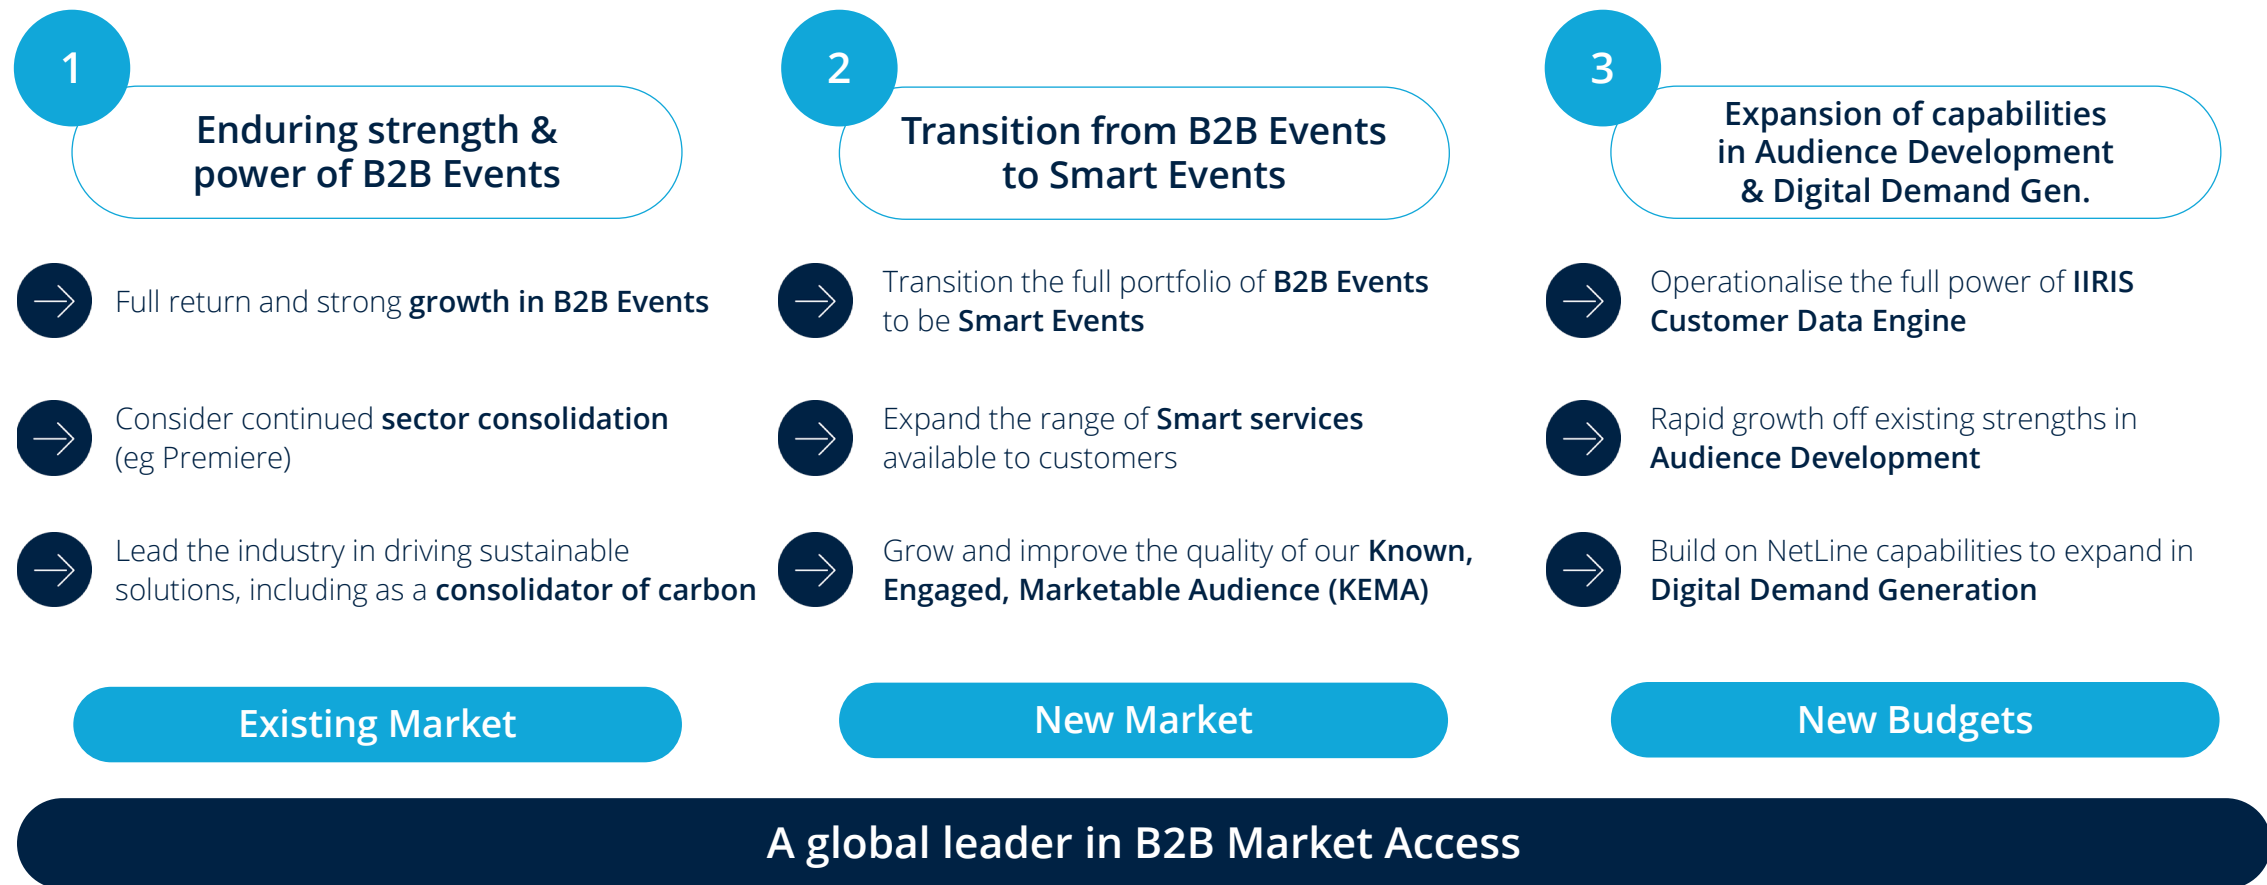 1
Enduring strength &
power of B2B Events
Full return and strong growth in B2B Events
Consider continued sector consolidation
(eg Premiere)
Lead the industry in driving sustainable
solutions, including as a consolidator of carbon
Existing Market
2
Transition from B2B Events
to Smart Events
Transition the full portfolio of B2B Events
to be Smart Events
Expand the range of Smart services
available to customers
Grow and improve the quality of our Known,
Engaged, Marketable Audience (KEMA)
New Market
3
Expansion of capabilities
in Audience Development
& Digital Demand Gen.
Operationalise the full power of IIRIS
Customer Data Engine
Rapid growth off existing strengths in
Audience Development
Build on NetLine capabilities to expand in
Digital Demand Generation
New Budgets
A global leader in B2B Market Access